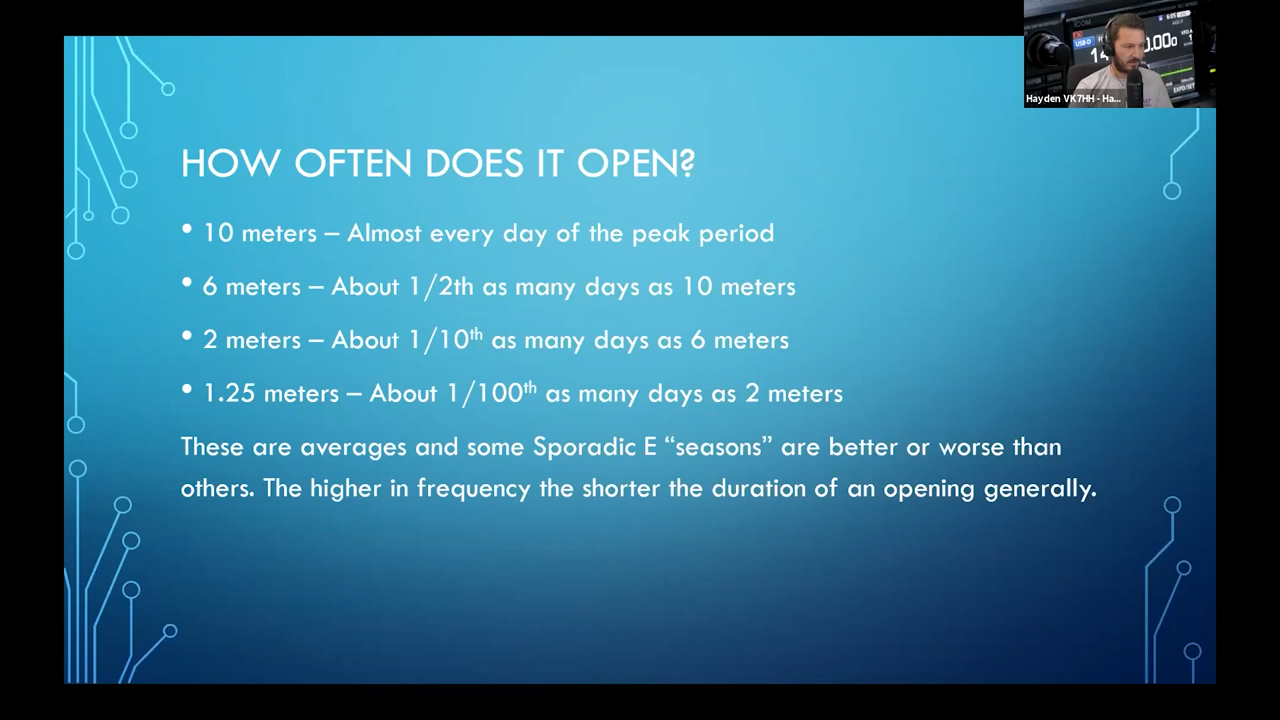 HOW OFTEN DOES IT OPEN?
• 10 meters – Almost every day of the peak period
• 6 meters – About 1/2th as many days as 10 meters
• 2 meters – About 1/10th as many days as 6 meters
• 1.25 meters – About 1/100th as many days as 2 meters
These are averages and some Sporadic E “seasons” are better or worse than
others. The higher in frequency the shorter the duration of an opening generally.
ICOM
USB-D
Hayden VK7HH - Ha...